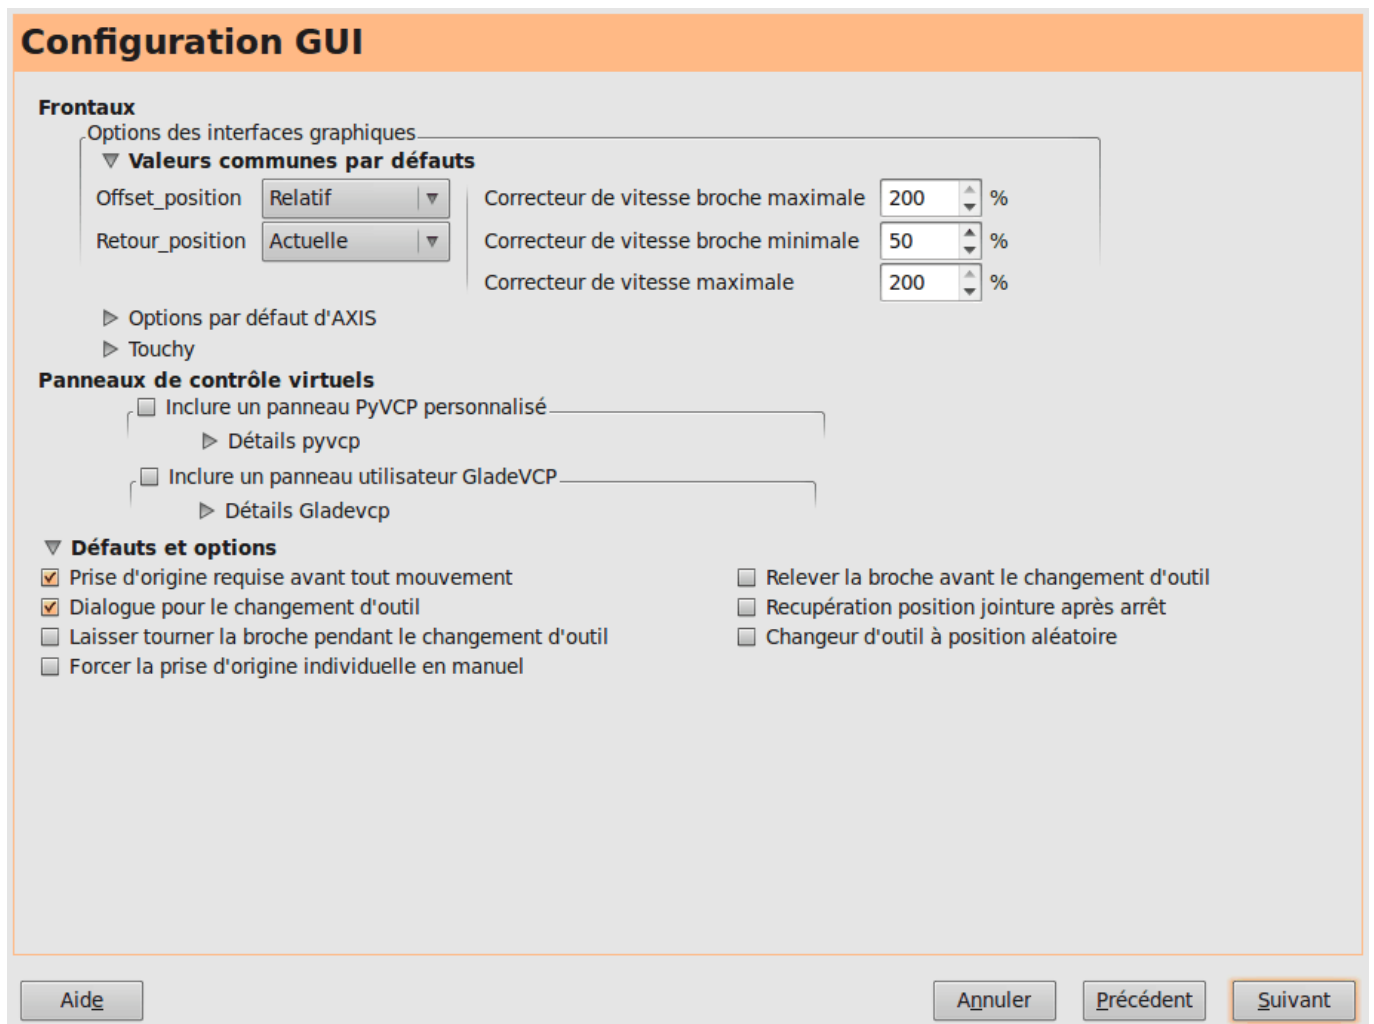 Configuration GUI
Frontaux
Options des interfaces graphiques
Valeurs communes par défauts
Offset_position Relatif Correcteur de vitesse broche maximale 200 %
Retour_position Actuelle Correcteur de vitesse broche minimale 50 %
Correcteur de vitesse maximale 200 %
Options par défaut d'AXIS
Touchy
Panneaux de contrôle virtuels
Inclure un panneau PyVCP personnalisé
Détails pyvcp
Inclure un panneau utilisateur GladeVCP
Détails Gladevcp
Défauts et options
Prise d'origine requise avant tout mouvement Relever la broche avant le changement d'outil
Dialogue pour le changement d'outil Recupération position jointure après arrêt
Laisser tourner la broche pendant le changement d'outil Changeur d'outil à position aléatoire
Forcer la prise d'origine individuelle en manuel
Aide Annuler Précédent Suivant